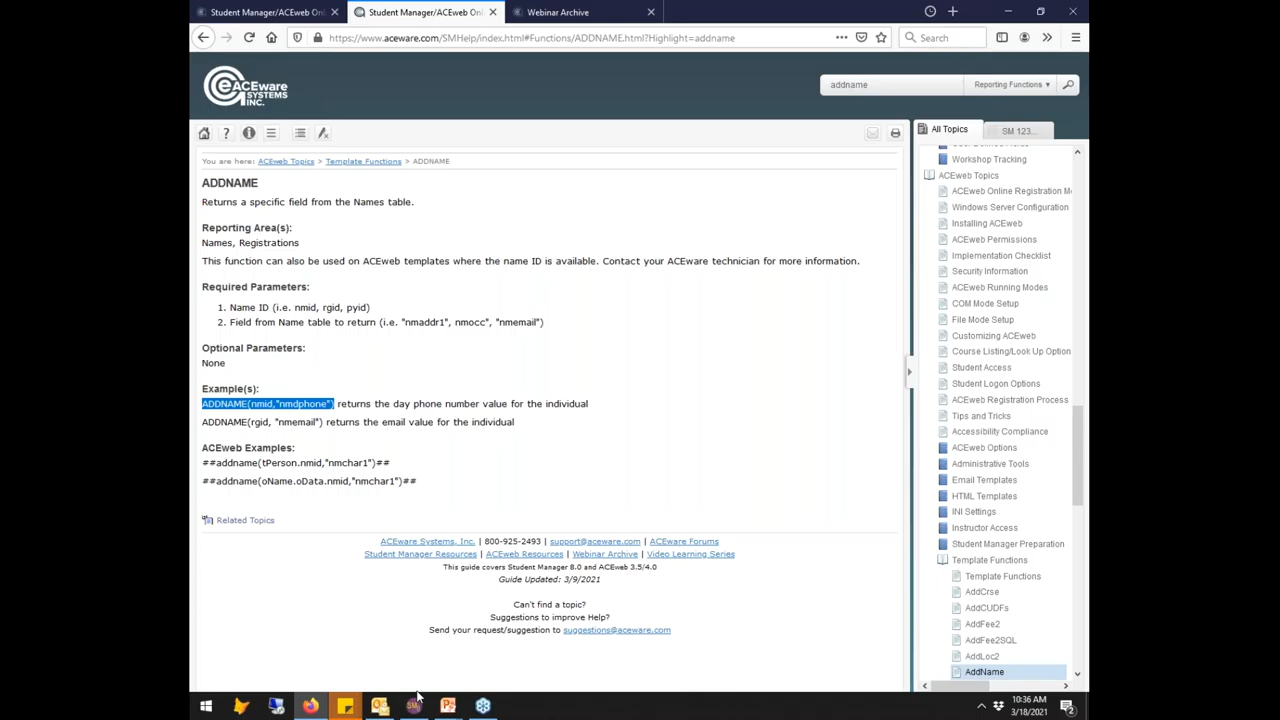 Student Manager/ACEweb Onl
Student Manager/ACEweb Onl
Webinar Archive
https://www.aceware.com/SMHelp/index.html#Functions/ADDNAME.html?Highlight=addname
Search
ACEware
SYSTEMS
INC.
addname
Reporting Functions
All Topics
SM 123...
You are here: ACEweb Topics > Template Functions > ADDNAME
ADDNAME
Returns a specific field from the Names table.
Reporting Area(s):
Names, Registrations
This function can also be used on ACEweb templates where the name ID is available. Contact your ACEware technician for more information.
Required Parameters:
1. Name ID (i.e. nmid, rgid, pyid)
2. Field from Name table to return (i.e. "nmaddr1", nmocc", "nmemail")
Optional Parameters:
None
Example(s):
ADDNAME(nmid,"nmdphone") returns the day phone number value for the individual
ADDNAME(rgid, "nmemail") returns the email value for the individual
ACEweb Examples:
##addname(tPerson.nmid,"nmchar1")##
##addname(oName.oData.nmid,"nmchar1")##
Related Topics
ACEware Systems, Inc. | 800-925-2493 | support@aceware.com | ACEware Forums
Student Manager Resources | ACEweb Resources | Webinar Archive | Video Learning Series
This guide covers Student Manager 8.0 and ACEweb 3.5/4.0
Guide Updated: 3/9/2021
Can't find a topic?
Suggestions to improve Help?
Send your request/suggestion to suggestions@aceware.com
Workshop Tracking
ACEweb Topics
ACEweb Online Registration M
Windows Server Configuration
Installing ACEweb
ACEweb Permissions
Implementation Checklist
Security Information
ACEweb Running Modes
COM Mode Setup
File Mode Setup
Customizing ACEweb
Course Listing/Look Up Option
Student Access
Student Logon Options
ACEweb Registration Process
Tips and Tricks
Accessibility Compliance
ACEweb Options
Administrative Tools
Email Templates
HTML Templates
INI Settings
Instructor Access
Student Manager Preparation
Template Functions
Template Functions
AddCrse
AddCUDFs
AddFee2
AddFee2SQL
AddLoc2
AddName
SM
10:36 AM
3/18/2021
2